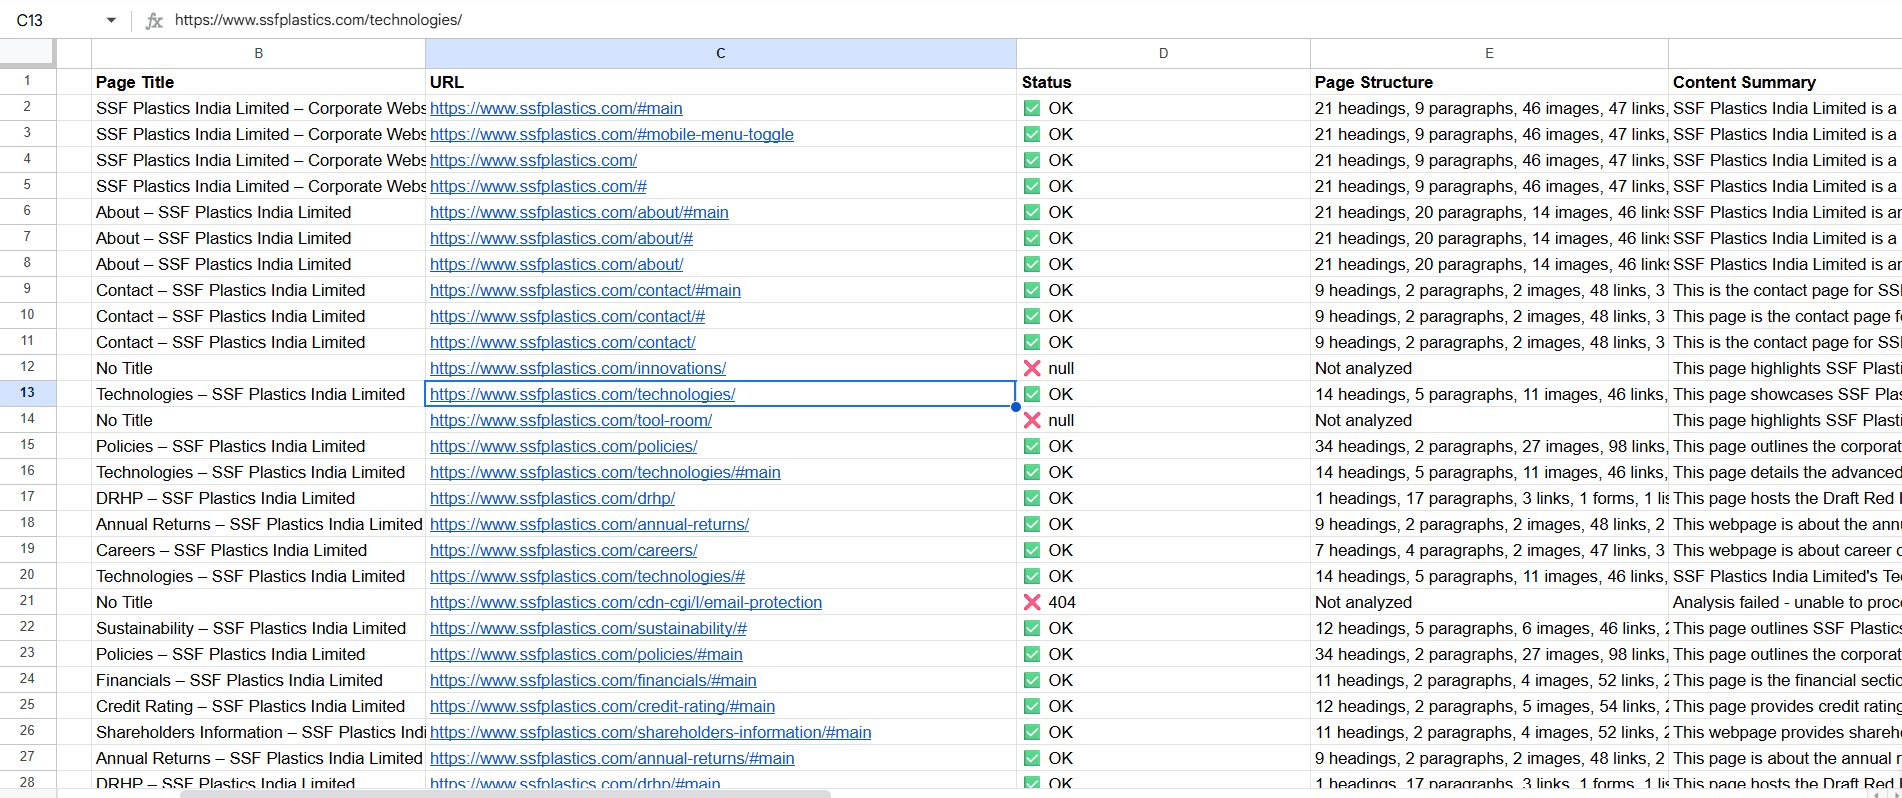 C13 fx https://www.ssfplastics.com/technologies/
B C D E
1 Page Title URL Status Page Structure Content Summary
2 SSF Plastics India Limited – Corporate Webs https://www.ssfplastics.com/#main ✅ OK 21 headings, 9 paragraphs, 46 images, 47 links, SSF Plastics India Limited is a
3 SSF Plastics India Limited – Corporate Webs https://www.ssfplastics.com/#mobile-menu-toggle ✅ OK 21 headings, 9 paragraphs, 46 images, 47 links, SSF Plastics India Limited is a
4 SSF Plastics India Limited – Corporate Webs https://www.ssfplastics.com/ ✅ OK 21 headings, 9 paragraphs, 46 images, 47 links, SSF Plastics India Limited is a
5 SSF Plastics India Limited – Corporate Webs https://www.ssfplastics.com/# ✅ OK 21 headings, 9 paragraphs, 46 images, 47 links, SSF Plastics India Limited is a
6 About – SSF Plastics India Limited https://www.ssfplastics.com/about/#main ✅ OK 21 headings, 20 paragraphs, 14 images, 46 links SSF Plastics India Limited is an
7 About – SSF Plastics India Limited https://www.ssfplastics.com/about/# ✅ OK 21 headings, 20 paragraphs, 14 images, 46 links SSF Plastics India Limited is a
8 About – SSF Plastics India Limited https://www.ssfplastics.com/about/ ✅ OK 21 headings, 20 paragraphs, 14 images, 46 links SSF Plastics India Limited is an
9 Contact – SSF Plastics India Limited https://www.ssfplastics.com/contact/#main ✅ OK 9 headings, 2 paragraphs, 2 images, 48 links, 3 This is the contact page for SSF
10 Contact – SSF Plastics India Limited https://www.ssfplastics.com/contact/# ✅ OK 9 headings, 2 paragraphs, 2 images, 48 links, 3 This page is the contact page f
11 Contact – SSF Plastics India Limited https://www.ssfplastics.com/contact/ ✅ OK 9 headings, 2 paragraphs, 2 images, 48 links, 3 This is the contact page for SSF
12 No Title https://www.ssfplastics.com/innovations/ ❌ null Not analyzed This page highlights SSF Plasti
13 Technologies – SSF Plastics India Limited https://www.ssfplastics.com/technologies/ ✅ OK 14 headings, 5 paragraphs, 11 images, 46 links, This page showcases SSF Plas
14 No Title https://www.ssfplastics.com/tool-room/ ❌ null Not analyzed This page highlights SSF Plasti
15 Policies – SSF Plastics India Limited https://www.ssfplastics.com/policies/ ✅ OK 34 headings, 2 paragraphs, 27 images, 98 links, This page outlines the corporat
16 Technologies – SSF Plastics India Limited https://www.ssfplastics.com/technologies/#main ✅ OK 14 headings, 5 paragraphs, 11 images, 46 links, This page details the advanced
17 DRHP – SSF Plastics India Limited https://www.ssfplastics.com/drhp/ ✅ OK 1 headings, 17 paragraphs, 3 links, 1 forms, 1 lis This page hosts the Draft Red
18 Annual Returns – SSF Plastics India Limited https://www.ssfplastics.com/annual-returns/ ✅ OK 9 headings, 2 paragraphs, 2 images, 48 links, 2 This webpage is about the annu
19 Careers – SSF Plastics India Limited https://www.ssfplastics.com/careers/ ✅ OK 7 headings, 4 paragraphs, 2 images, 47 links, 3 This webpage is about career o
20 Technologies – SSF Plastics India Limited https://www.ssfplastics.com/technologies/# ✅ OK 14 headings, 5 paragraphs, 11 images, 46 links, SSF Plastics India Limited's Te
21 No Title https://www.ssfplastics.com/cdn-cgi/l/email-protection ❌ 404 Not analyzed Analysis failed - unable to proc
22 Sustainability – SSF Plastics India Limited https://www.ssfplastics.com/sustainability/# ✅ OK 12 headings, 5 paragraphs, 6 images, 46 links, 2 This page outlines SSF Plastics
23 Policies – SSF Plastics India Limited https://www.ssfplastics.com/policies/#main ✅ OK 34 headings, 2 paragraphs, 27 images, 98 links, This page outlines the corporat
24 Financials – SSF Plastics India Limited https://www.ssfplastics.com/financials/#main ✅ OK 11 headings, 2 paragraphs, 4 images, 52 links, 2 This page is the financial sectio
25 Credit Rating – SSF Plastics India Limited https://www.ssfplastics.com/credit-rating/#main ✅ OK 12 headings, 2 paragraphs, 5 images, 54 links, 2 This page provides credit rating
26 Shareholders Information – SSF Plastics Indi https://www.ssfplastics.com/shareholders-information/#main ✅ OK 11 headings, 2 paragraphs, 4 images, 52 links, 2 This webpage provides shareh
27 Annual Returns – SSF Plastics India Limited https://www.ssfplastics.com/annual-returns/#main ✅ OK 9 headings, 2 paragraphs, 2 images, 48 links, 2 This page is about the annual r
28 DRHP – SSF Plastics India Limited https://www.ssfplastics.com/drhp/#main ✅ OK 1 headings, 17 paragraphs, 3 links, 1 forms, 1 lis This page hosts the Draft Red